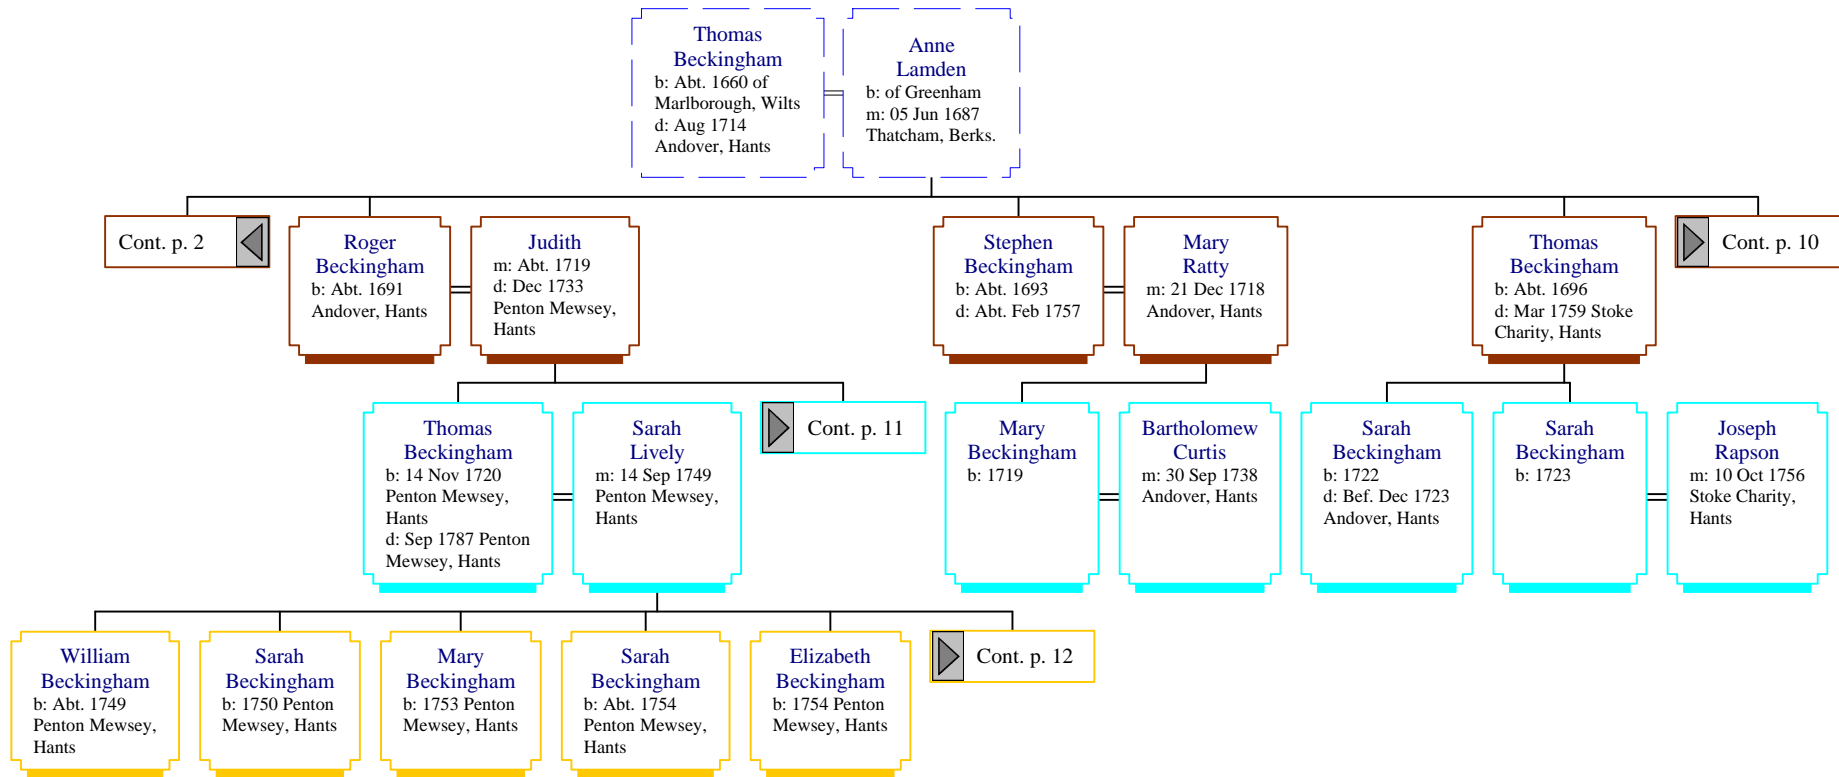 Thomas
Beckingham
b: Abt. 1660 of
Marlborough, Wilts
d: Aug 1714
Andover, Hants
Anne
Lamden
b: of Greenham
m: 05 Jun 1687
Thatcham, Berks.
Cont. p. 2
Roger
Beckingham
b: Abt. 1691
Andover, Hants
Judith
m: Abt. 1719
d: Dec 1733
Penton Mewsey,
Hants
Stephen
Beckingham
b: Abt. 1693
d: Abt. Feb 1757
Mary
Ratty
m: 21 Dec 1718
Andover, Hants
Thomas
Beckingham
b: Abt. 1696
d: Mar 1759 Stoke
Charity, Hants
Cont. p. 10
Thomas
Beckingham
b: 14 Nov 1720
Penton Mewsey,
Hants
d: Sep 1787 Penton
Mewsey, Hants
Sarah
Lively
m: 14 Sep 1749
Penton Mewsey,
Hants
Cont. p. 11
Mary
Beckingham
b: 1719
Bartholomew
Curtis
m: 30 Sep 1738
Andover, Hants
Sarah
Beckingham
b: 1722
d: Bef. Dec 1723
Andover, Hants
Sarah
Beckingham
b: 1723
Joseph
Rapson
m: 10 Oct 1756
Stoke Charity,
Hants
William
Beckingham
b: Abt. 1749
Penton Mewsey,
Hants
Sarah
Beckingham
b: 1750 Penton
Mewsey, Hants
Mary
Beckingham
b: 1753 Penton
Mewsey, Hants
Sarah
Beckingham
b: Abt. 1754
Penton Mewsey,
Hants
Elizabeth
Beckingham
b: 1754 Penton
Mewsey, Hants
Cont. p. 12